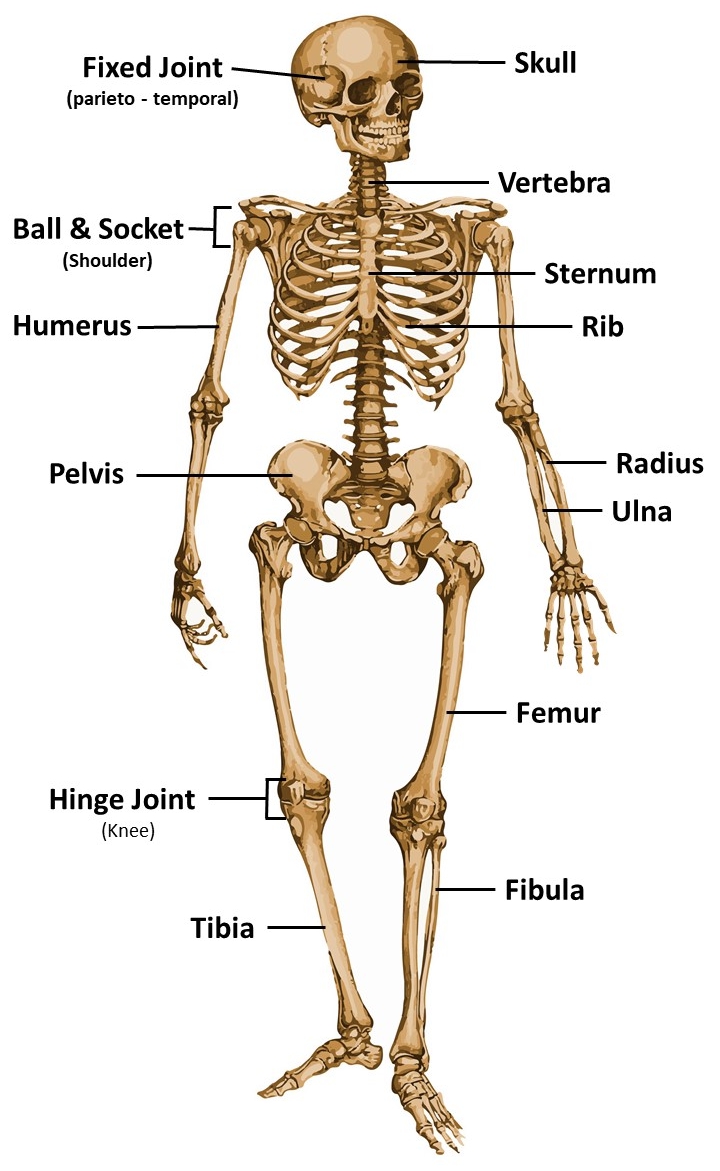 Skull
Fixed Joint
(parieto - temporal)
Vertebra
Ball & Socket
(Shoulder)
Sternum
Humerus
Rib
Radius
Pelvis
Ulna
Femur
Hinge Joint
(Knee)
Fibula
Tibia